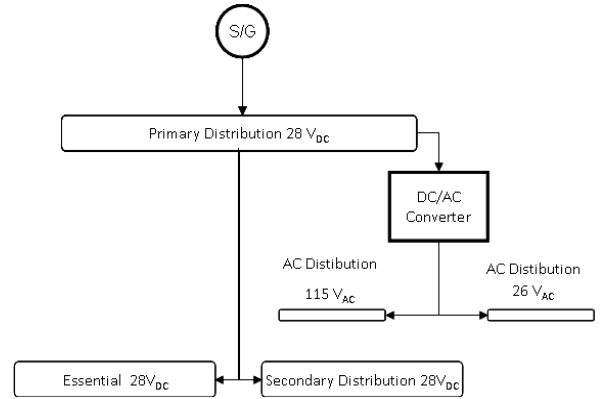 S/G
Primary Distribution 28 VDC
DC/AC
Converter
AC Distibution
115 VAC
AC Distibution
26 VAC
Essential 28VDC
Secondary Distribution 28VDC